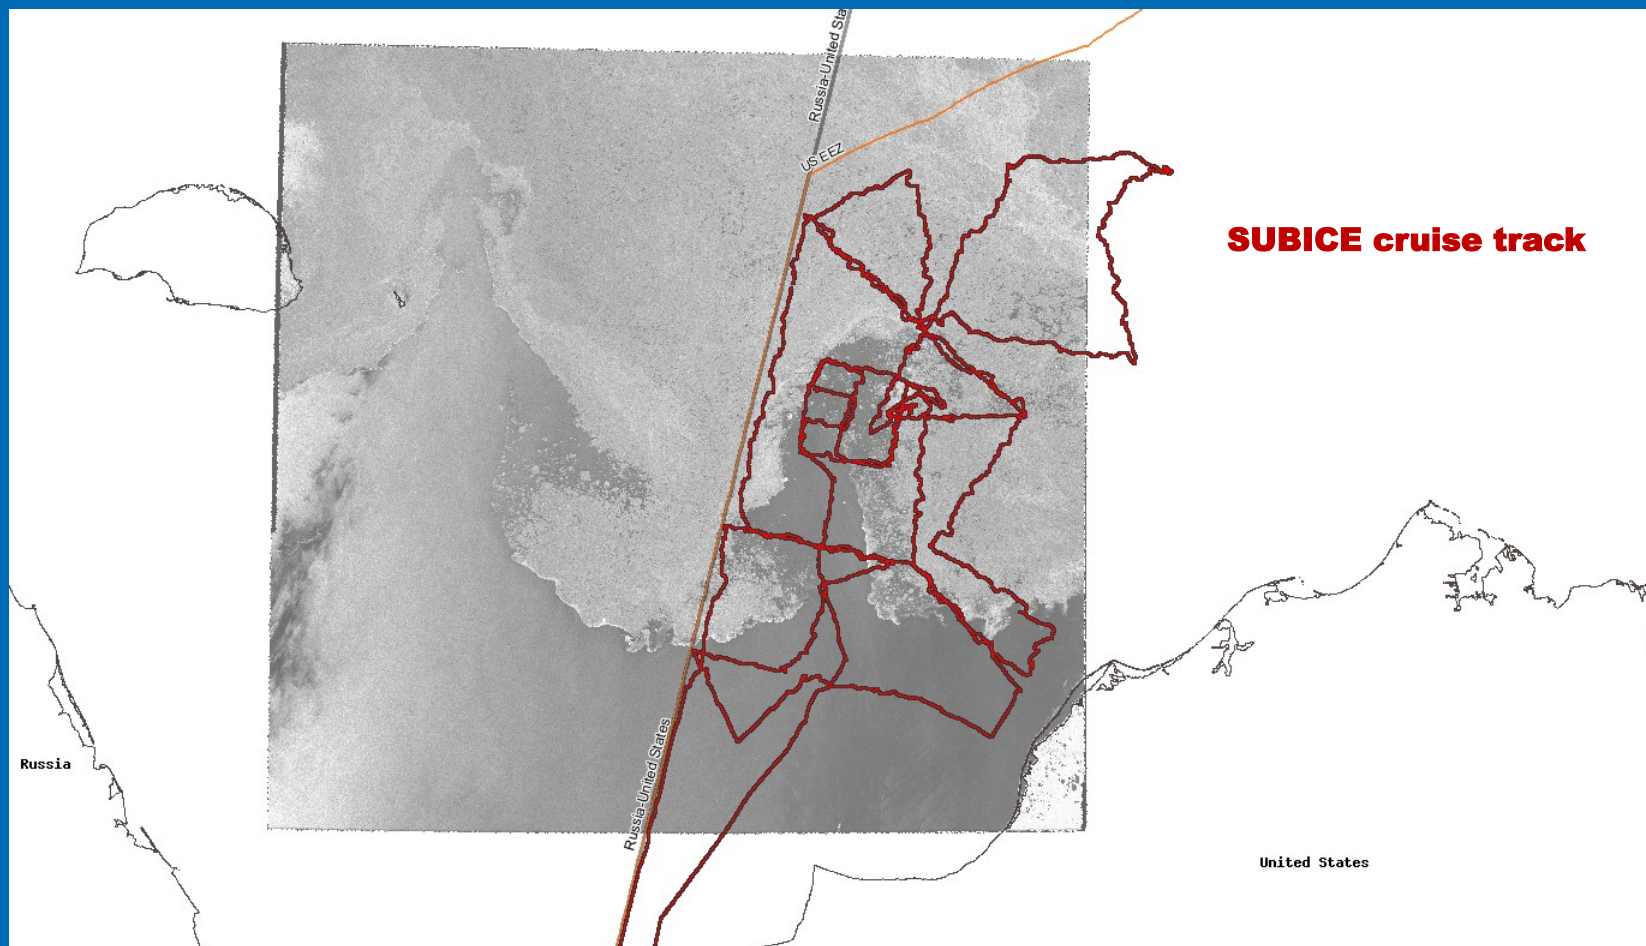 Russia-United Sta
US EEZ
SUBICE cruise track
Russia-United States
Russia
United States